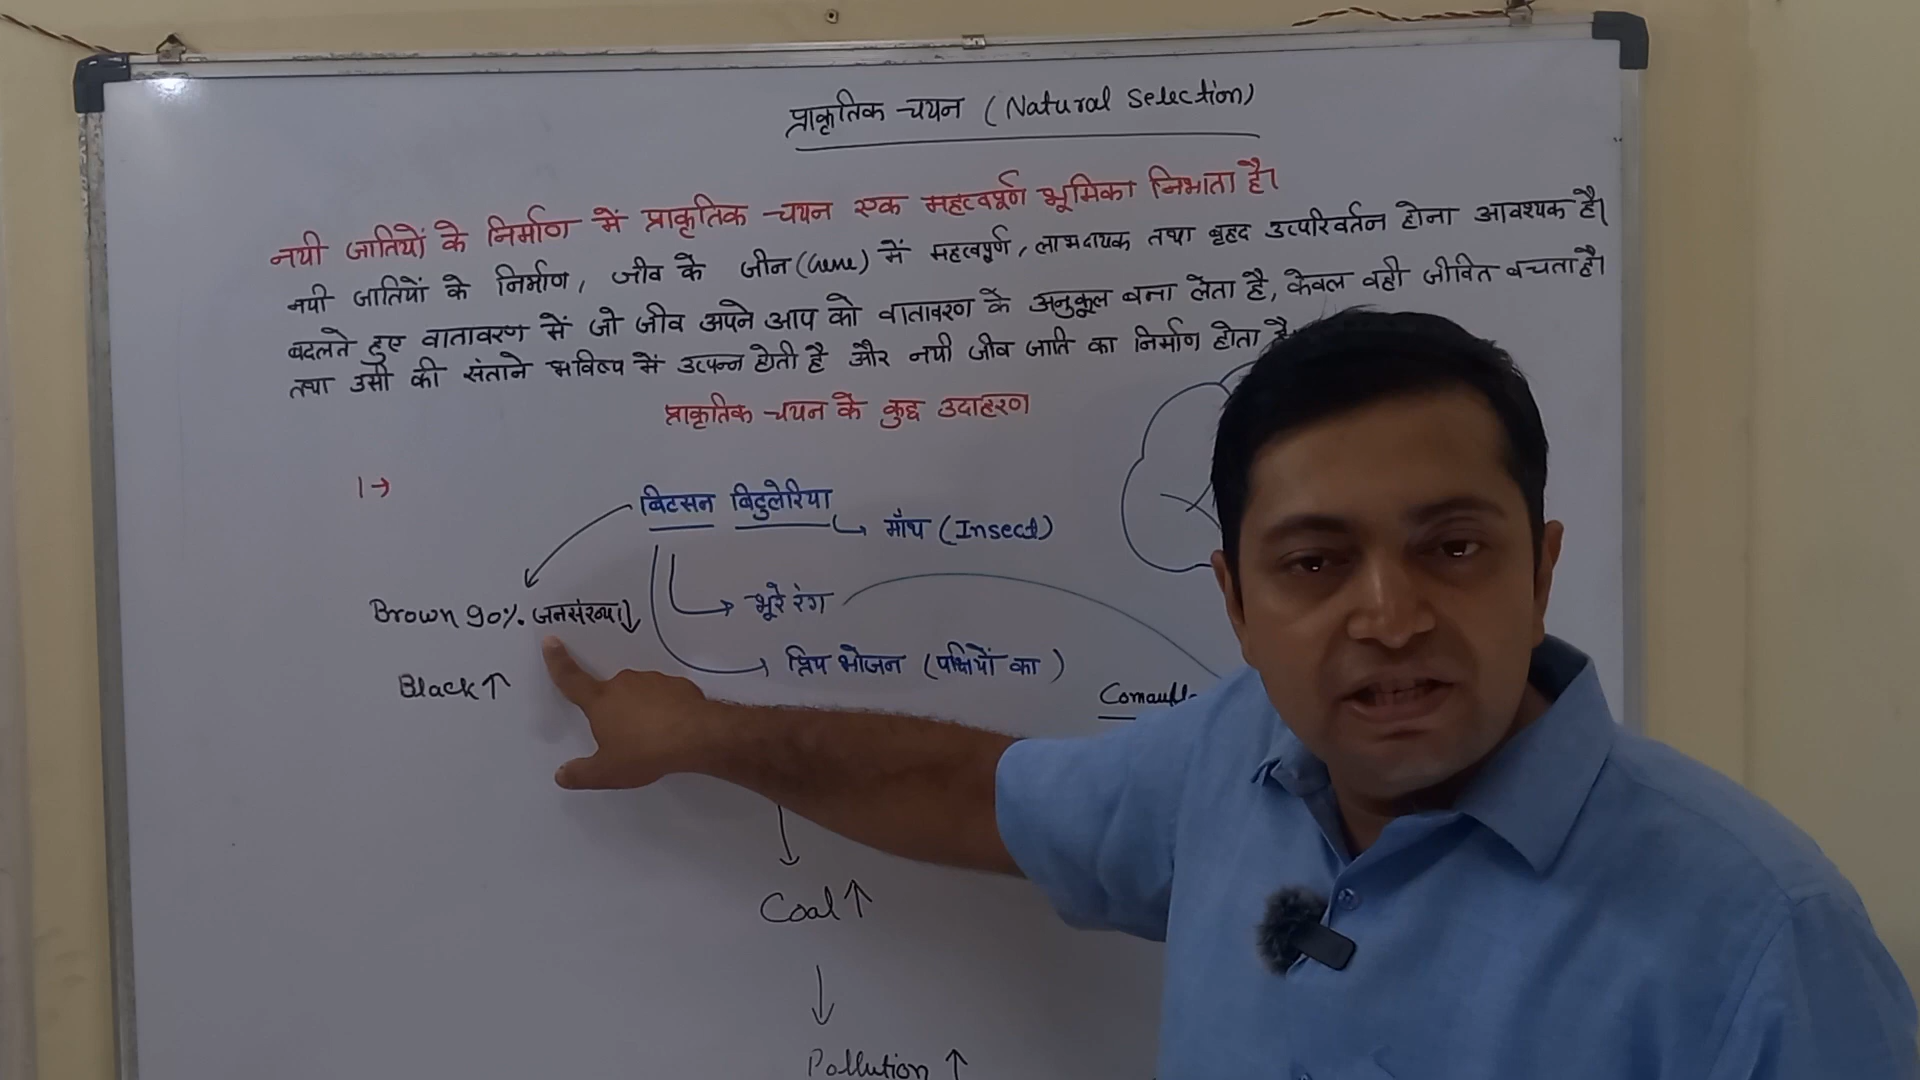 प्राकृतिक चयन (Natural Selection)
नयी जातियों के निर्माण में प्राकृतिक चयन एक महत्वपूर्ण भूमिका निभाता है।
नयी जातियों के निर्माण, जीव के जीन (Gene) में महत्वपूर्ण, लाभदायक तथा बृहद उत्परिवर्तन होना आवश्यक है।
बदलते हुए वातावरण में जो जीव अपने आप को वातावरण के अनुकूल बना लेता है, केवल वही जीवित बचता है।
तथा उसी की संताने भविष्य में उत्पन्न होती है और नयी जीव जाति का निर्माण होता है
प्राकृतिक चयन के कुछ उदाहरण
1 →
बिटसन बिटुलेरिया
मॉथ (Insect)
भूरे रंग
Brown 90% जनसंख्या ↓
प्रिय भोजन (पक्षियों का)
Black ↑
Coal ↑
Pollution ↑